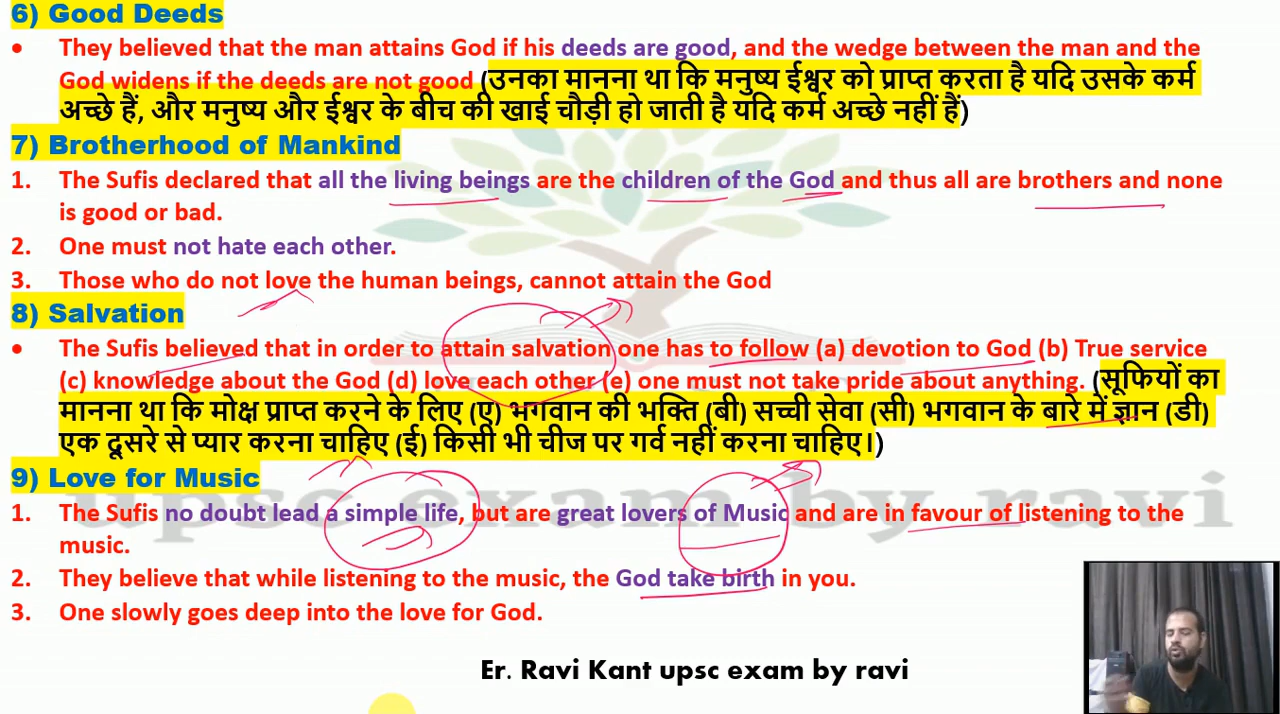 6) Good Deeds
• They believed that the man attains God if his deeds are good, and the wedge between the man and the
God widens if the deeds are not good (उनका मानना था कि मनुष्य ईश्वर को प्राप्त करता है यदि उसके कर्म
अच्छे हैं, और मनुष्य और ईश्वर के बीच की खाई चौड़ी हो जाती है यदि कर्म अच्छे नहीं हैं)
7) Brotherhood of Mankind
1. The Sufis declared that all the living beings are the children of the God and thus all are brothers and none
is good or bad.
2. One must not hate each other.
3. Those who do not love the human beings, cannot attain the God
8) Salvation
• The Sufis believed that in order to attain salvation one has to follow (a) devotion to God (b) True service
(c) knowledge about the God (d) love each other (e) one must not take pride about anything. (सूफियों का
मानना था कि मोक्ष प्राप्त करने के लिए (ए) भगवान की भक्ति (बी) सच्ची सेवा (सी) भगवान के बारे में ज्ञान (डी)
एक दूसरे से प्यार करना चाहिए (ई) किसी भी चीज पर गर्व नहीं करना चाहिए।)
9) Love for Music
upsc exam by ravi
1. The Sufis no doubt lead a simple life, but are great lovers of Music and are in favour of listening to the
music.
2. They believe that while listening to the music, the God take birth in you.
3. One slowly goes deep into the love for God.
Er. Ravi Kant upsc exam by ravi